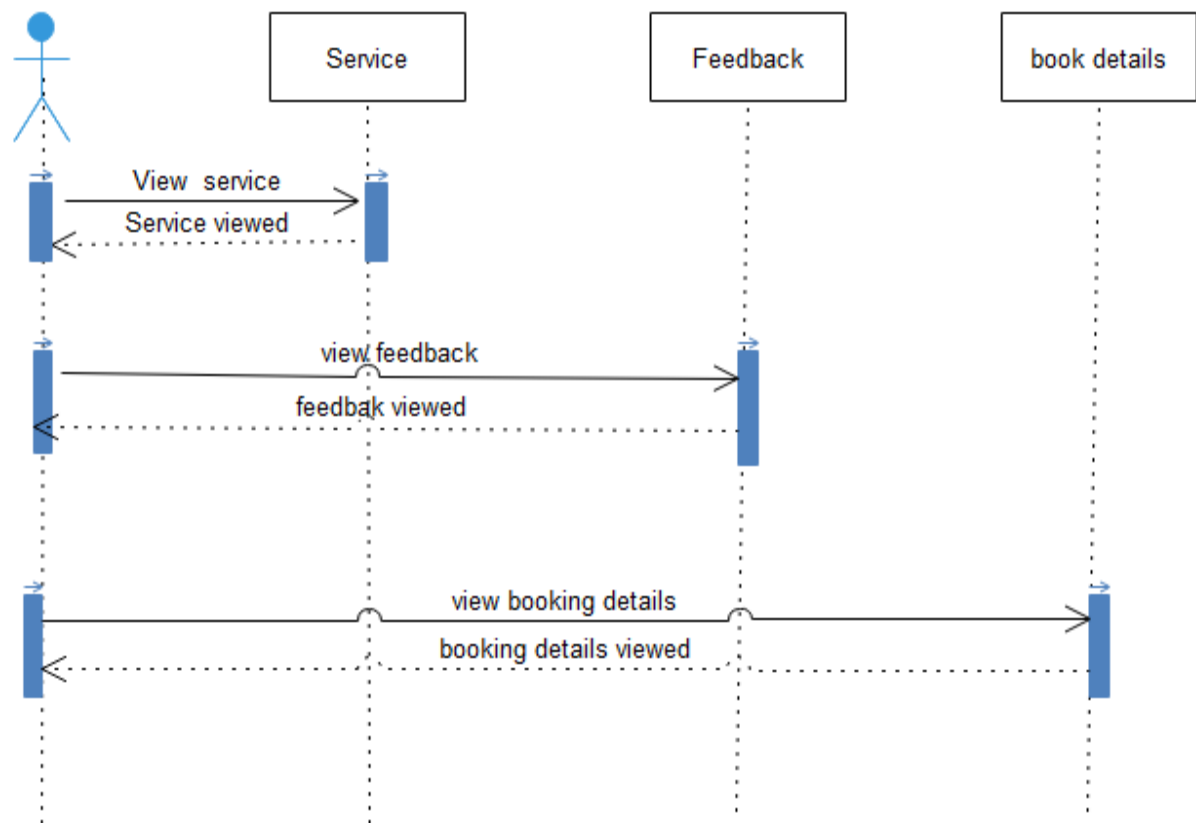 Service
Feedback
book details
View service
Service viewed
view feedback
feedbak viewed
view booking details
booking details viewed